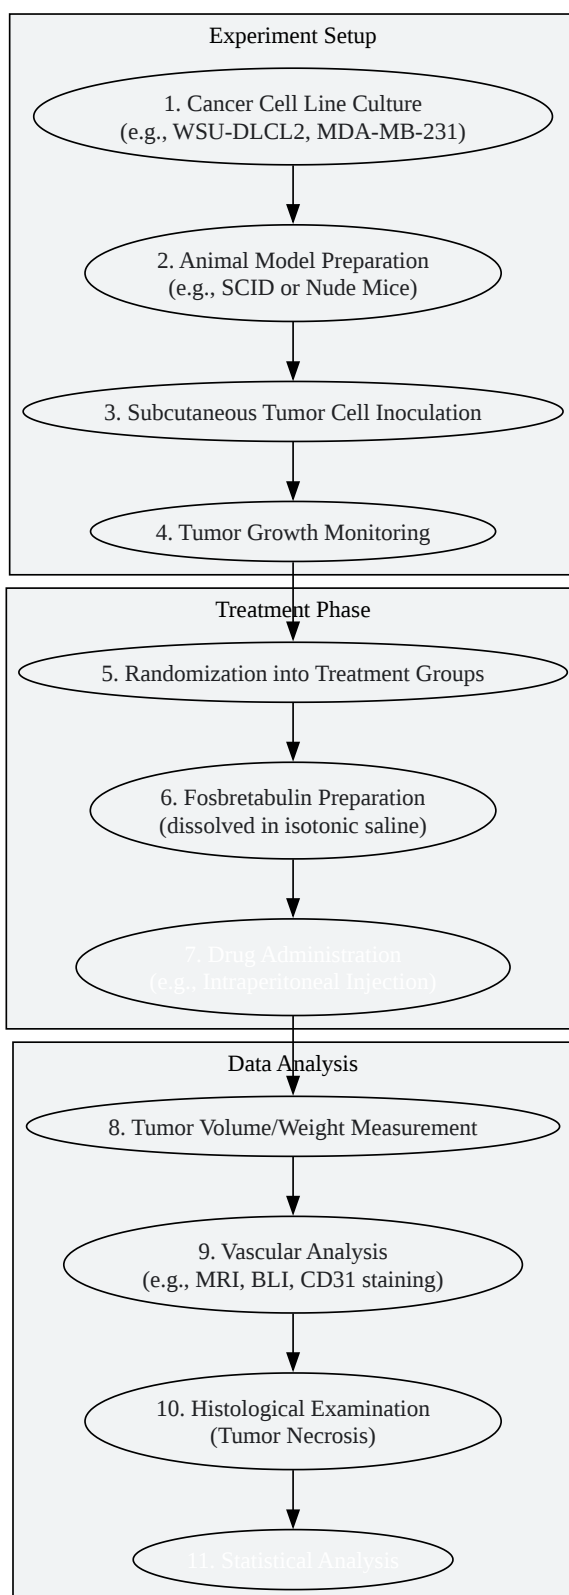 Experiment Setup
1. Cancer Cell Line Culture
(e.g., WSU-DLCL2, MDA-MB-231)
2. Animal Model Preparation
(e.g., SCID or Nude Mice)
3. Subcutaneous Tumor Cell Inoculation
4. Tumor Growth Monitoring
Treatment Phase
5. Randomization into Treatment Groups
6. Fosbretabulin Preparation
(dissolved in isotonic saline)
7. Drug Administration
(e.g., Intraperitoneal Injection)
Data Analysis
8. Tumor Volume/Weight Measurement
9. Vascular Analysis
(e.g., MRI, BLI, CD31 staining)
10. Histological Examination
(Tumor Necrosis)
11. Statistical Analysis